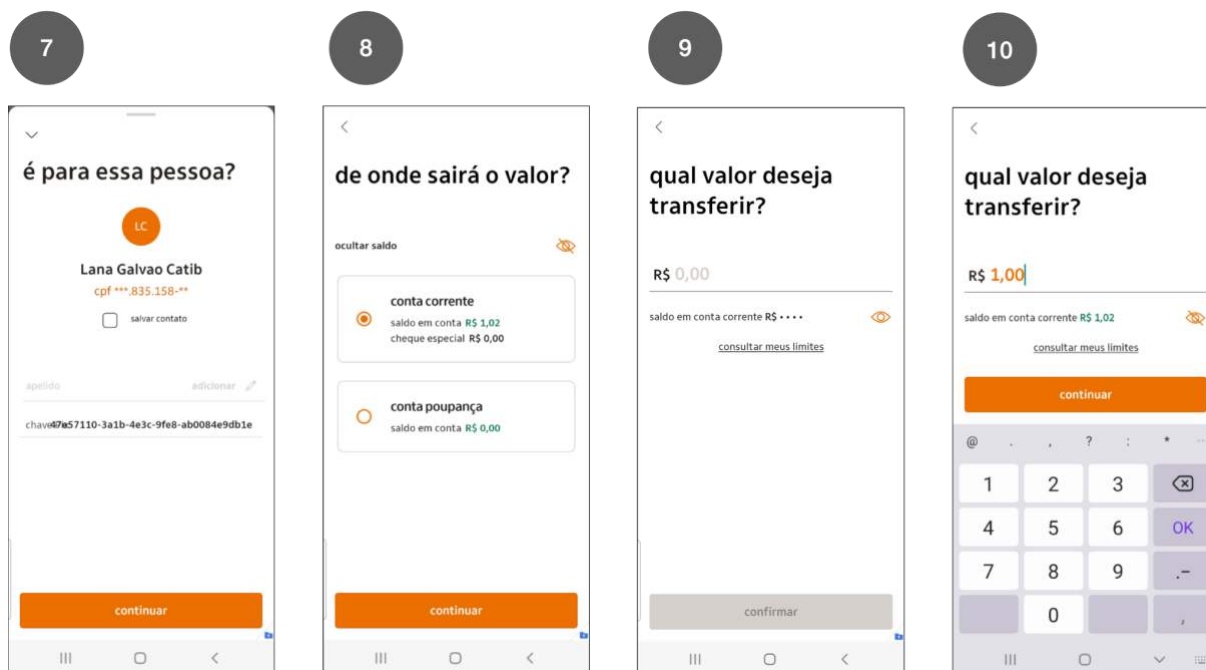 7
é para essa pessoa?
LC
Lana Galvao Catib
cpf ***.835.158-**
salvar contato
apelido adicionar
47e57110-3a1b-4e3c-9fe8-ab0084e9db1e
continuar
8
de onde sairá o valor?
ocultar saldo
conta corrente
saldo em conta R$ 1,02
cheque especial R$ 0,00
conta poupança
saldo em conta R$ 0,00
continuar
9
qual valor deseja
transferir?
R$ 0,00
saldo em conta corrente R$ ••••
consultar meus limites
confirmar
10
qual valor deseja
transferir?
R$ 1,00
saldo em conta corrente R$ 1,02
consultar meus limites
continuar
@ . , ? : * ...
1 2 3
4 5 6 OK
7 8 9 .-
0 ,